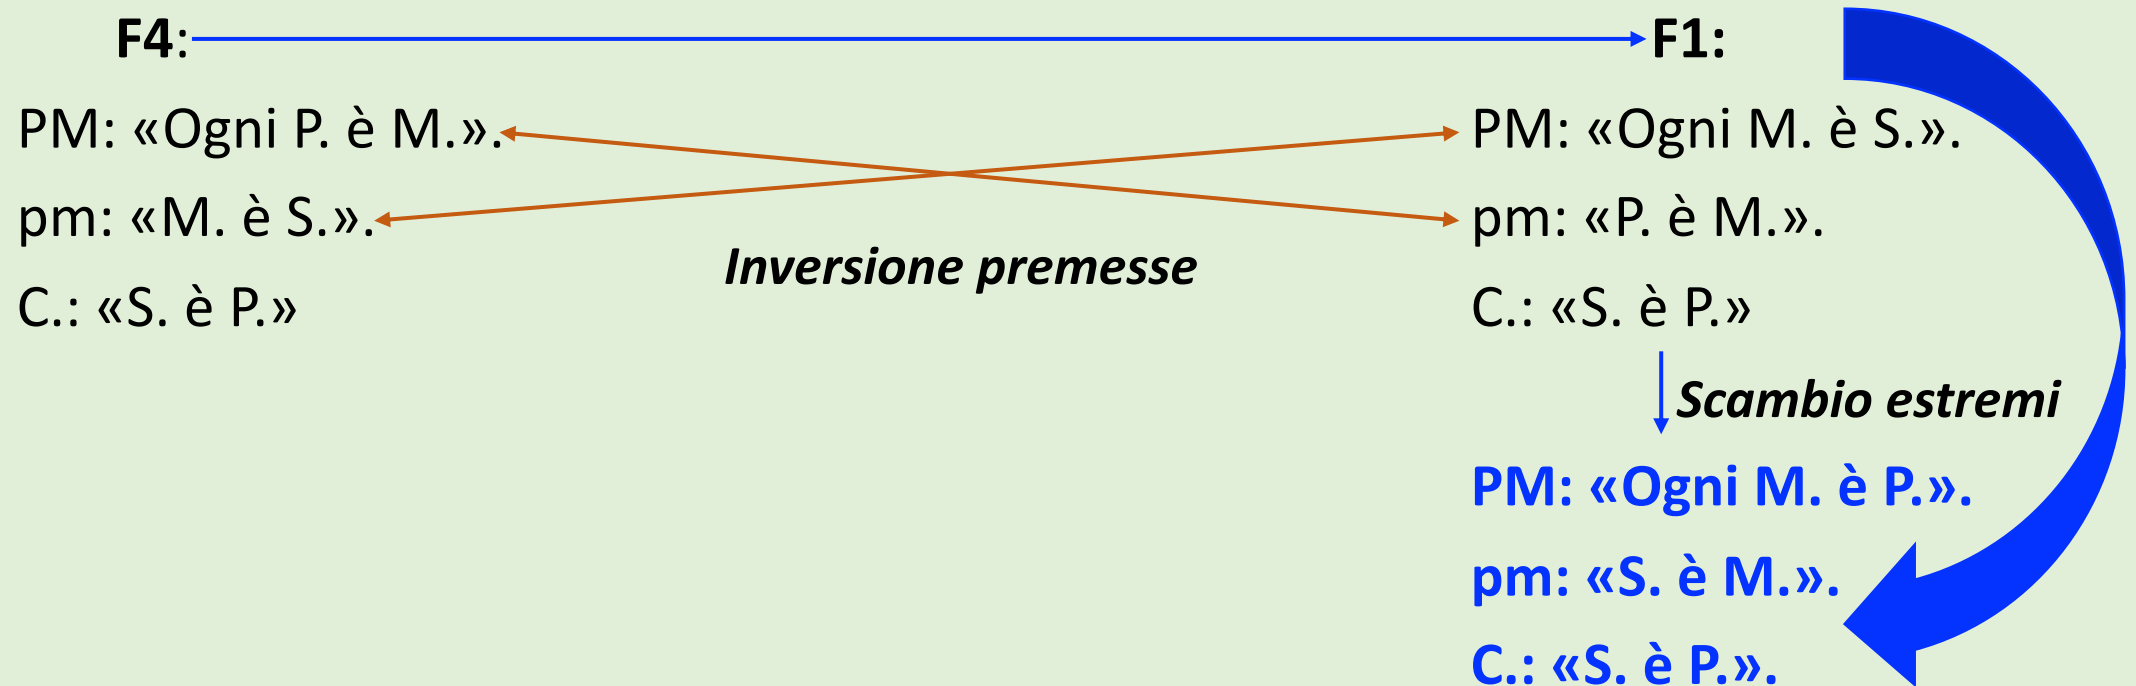 F4:
PM: «Ogni P. è M.».
pm: «M. è S.».
C.: «S. è P.»
Inversione premesse
F1:
PM: «Ogni M. è S.».
pm: «P. è M.».
C.: «S. è P.»
Scambio estremi
PM: «Ogni M. è P.».
pm: «S. è M.».
C.: «S. è P.».